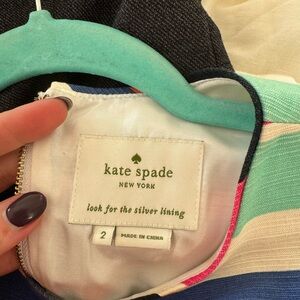 kate spade
NEW YORK
look for the silver lining
2
MADE IN CHINA